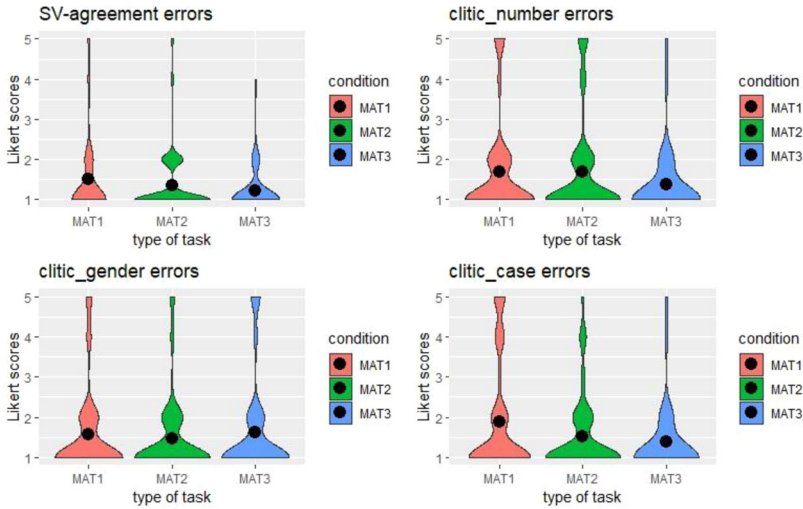 SV-agreement errors
5
4
3
2
1
Likert scores
MAT1 MAT2 MAT3
type of task
condition
MAT1
MAT2
MAT3
clitic_number errors
5
4
3
2
1
Likert scores
MAT1 MAT2 MAT3
type of task
condition
MAT1
MAT2
MAT3
clitic_gender errors
5
4
3
2
1
Likert scores
MAT1 MAT2 MAT3
type of task
condition
MAT1
MAT2
MAT3
clitic_case errors
5
4
3
2
1
Likert scores
MAT1 MAT2 MAT3
type of task
condition
MAT1
MAT2
MAT3